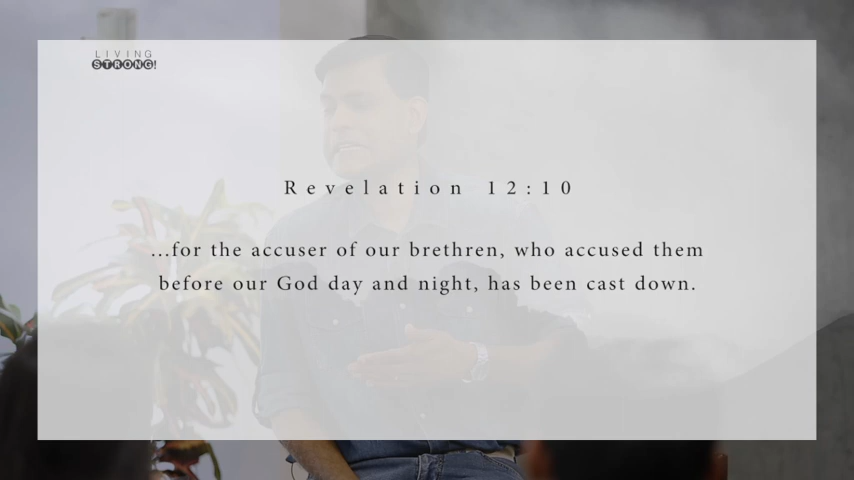 LIVING
STRONG!
Revelation 12:10
...for the accuser of our brethren, who accused them
before our God day and night, has been cast down.